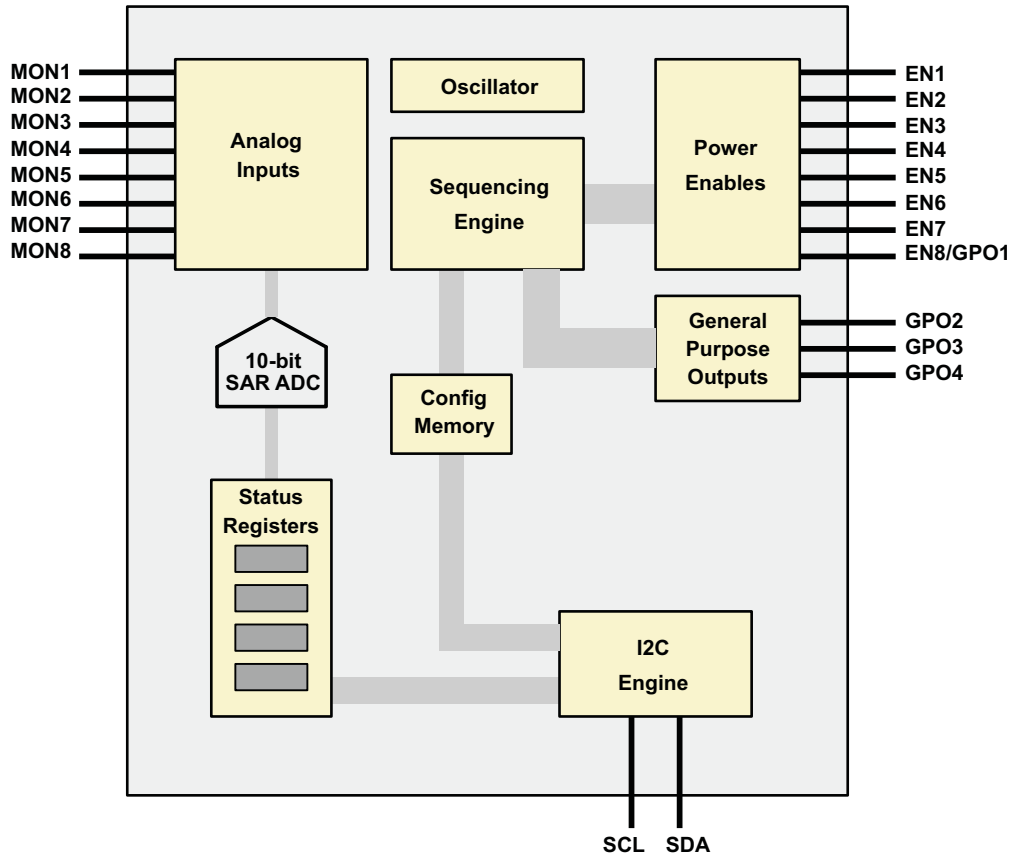 MON1
MON2
MON3
MON4
MON5
MON6
MON7
MON8
Analog
Inputs
Oscillator
Sequencing
Engine
Power
Enables
EN1
EN2
EN3
EN4
EN5
EN6
EN7
EN8/GPO1
General
Purpose
Outputs
GPO2
GPO3
GPO4
10-bit
SAR ADC
Config
Memory
Status
Registers
I2C
Engine
SCL SDA